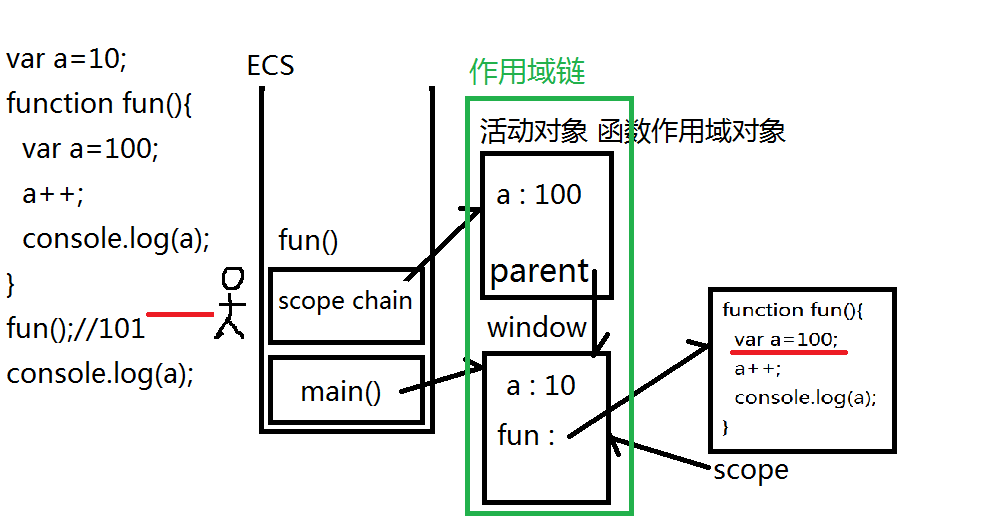 var a=10;
function fun(){
var a=100;
a++;
console.log(a);
}
fun();//101
console.log(a);
ECS
fun()
scope chain
main()
作用域链
活动对象 函数作用域对象
a : 100
parent
window
a : 10
fun :
function fun(){
var a=100;
a++;
console.log(a);
}
scope